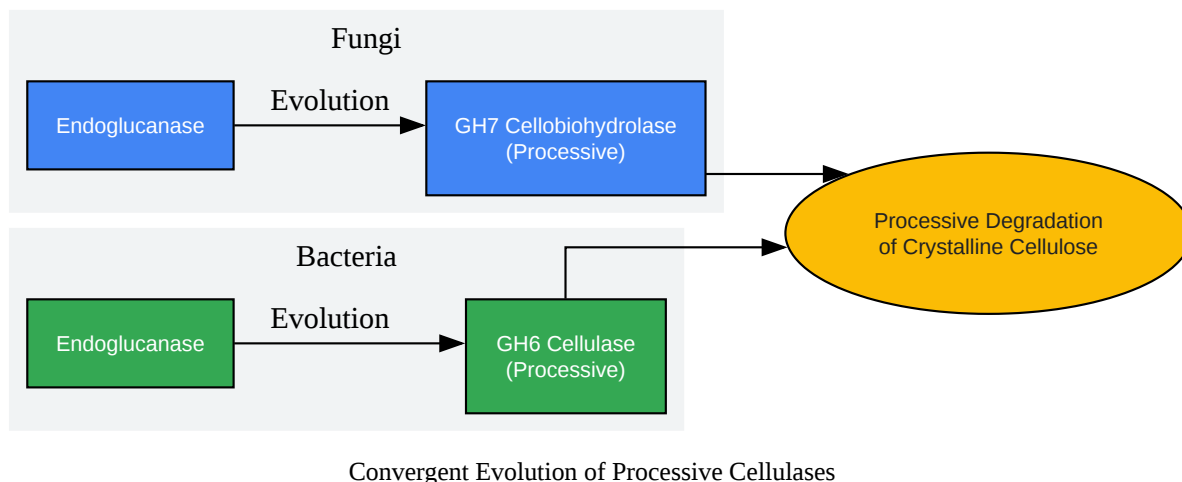 Fungi
Endoglucanase
Evolution
GH7 Cellobiohydrolase
(Processive)
Processive Degradation
of Crystalline Cellulose
Bacteria
Endoglucanase
Evolution
GH6 Cellulase
(Processive)
Convergent Evolution of Processive Cellulases